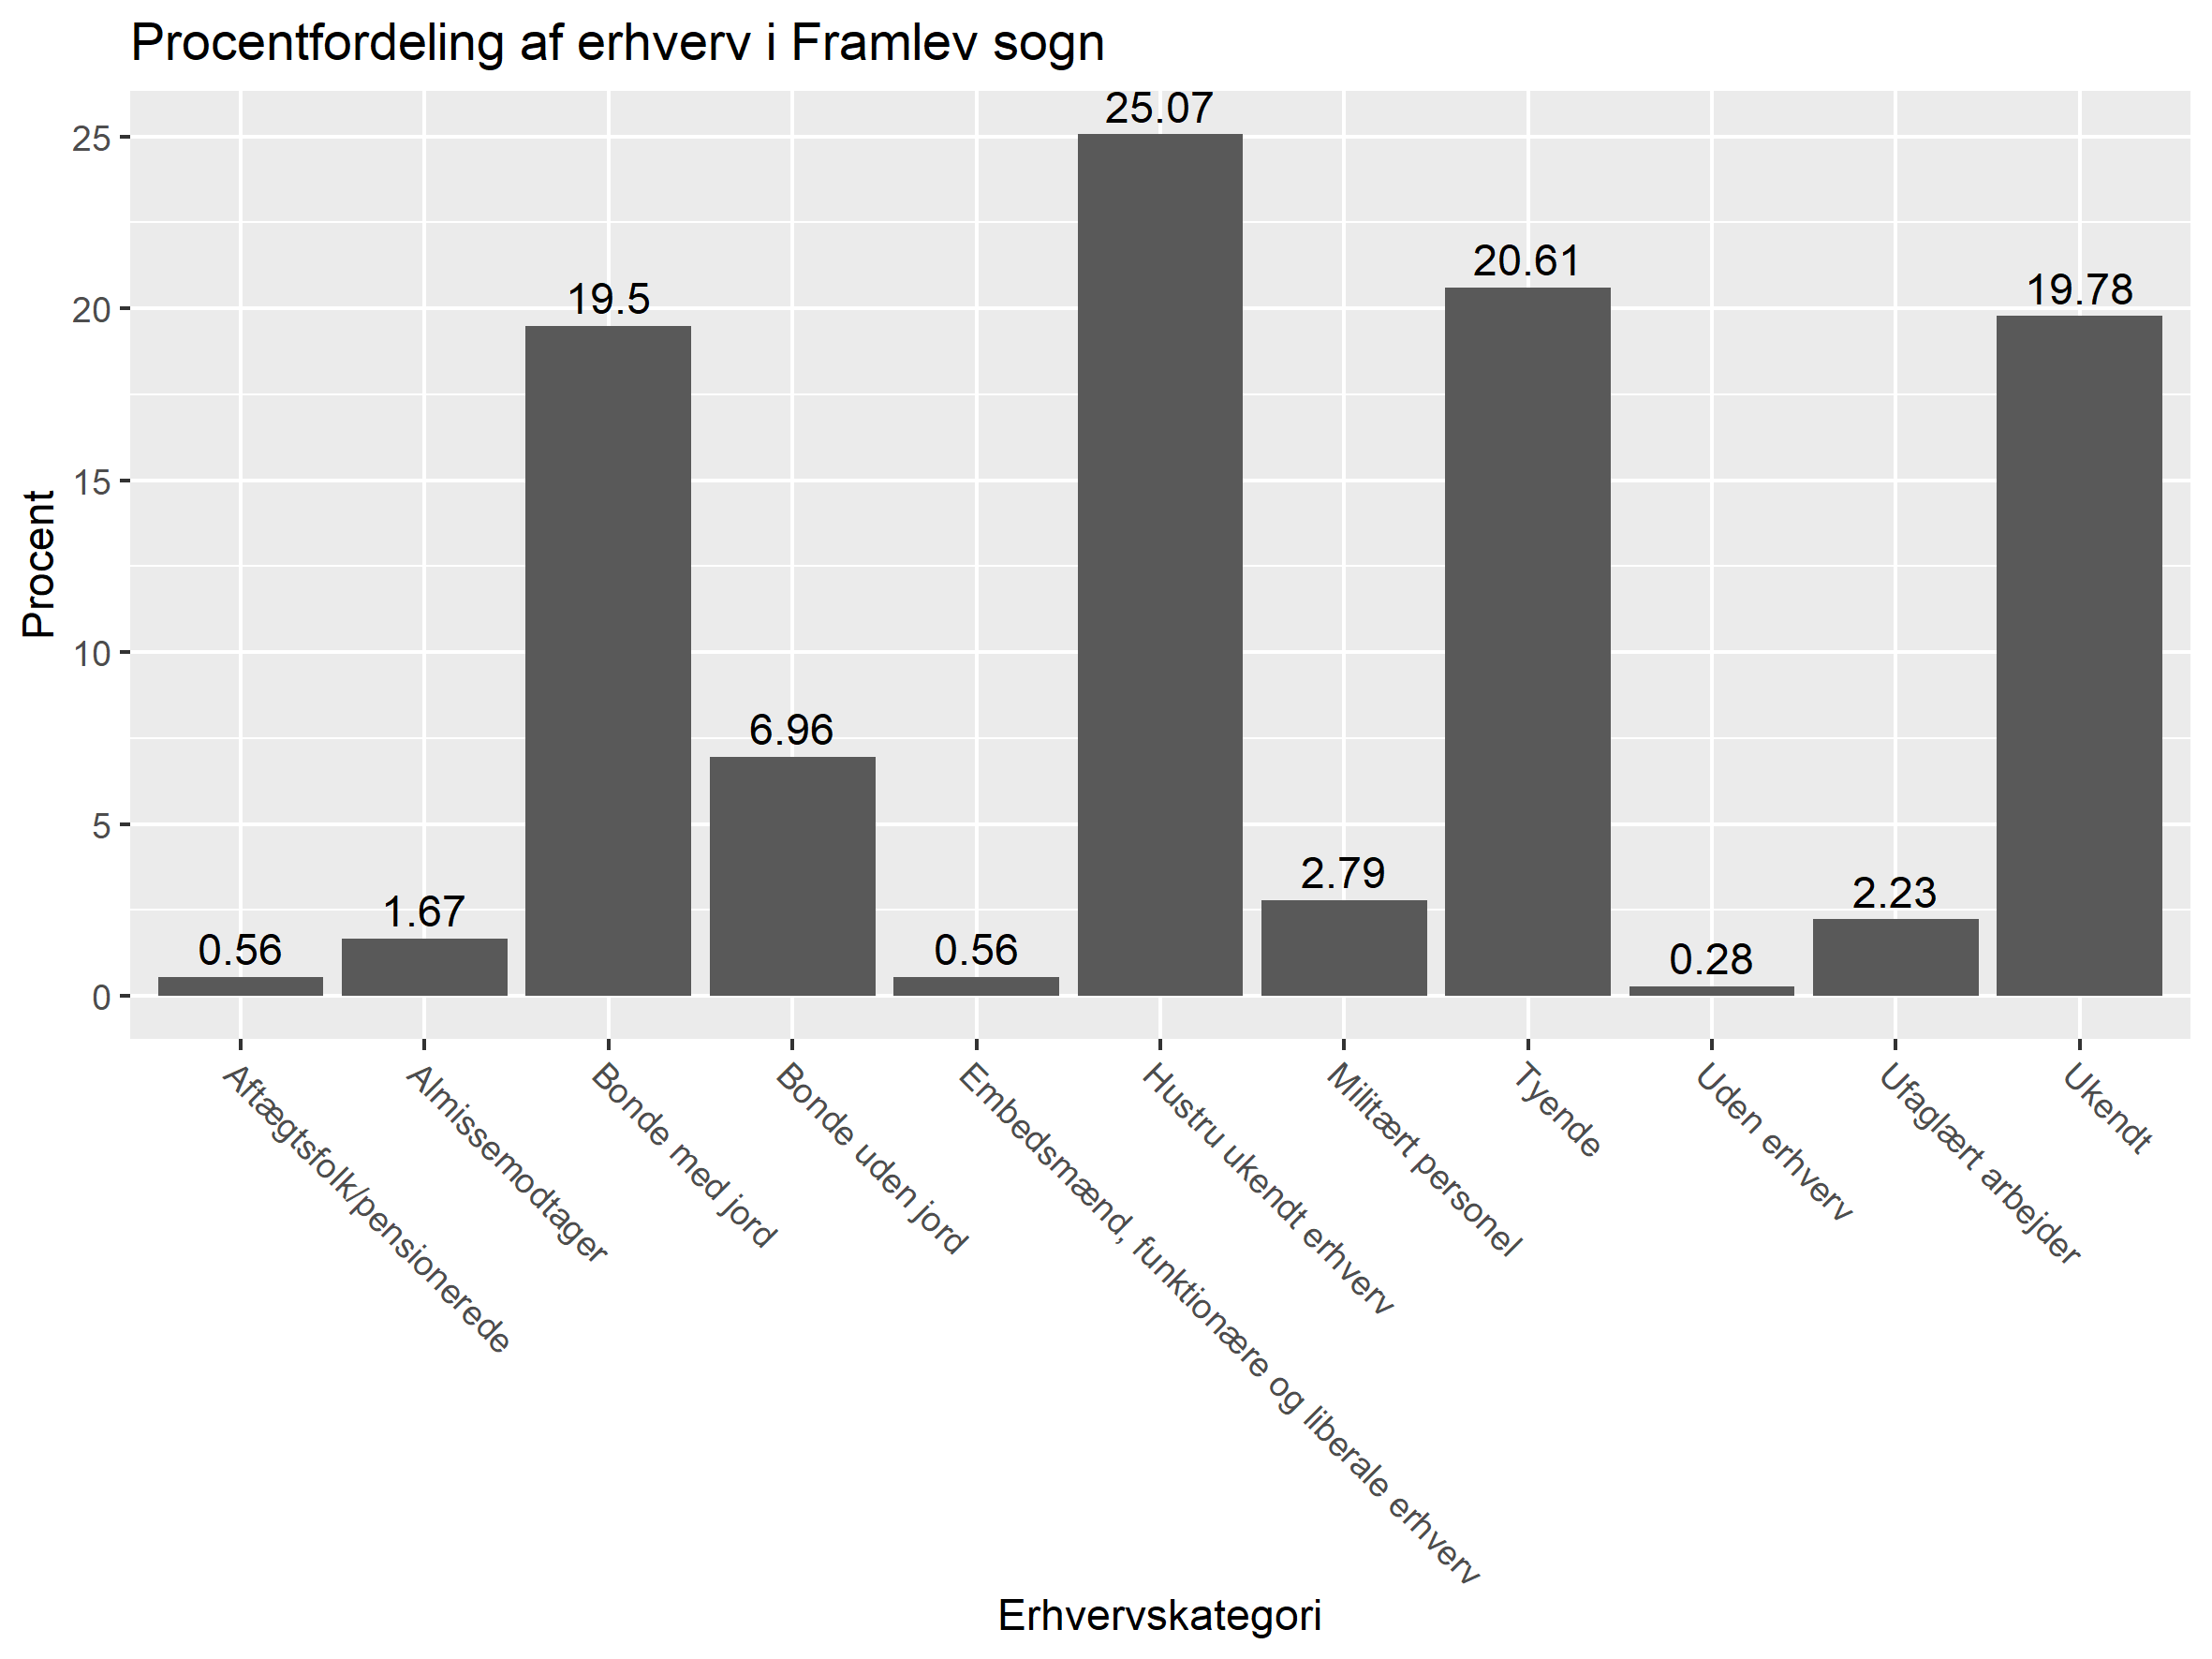 Procentfordeling af erhverv i Framlev sogn
25.07
20.61
19.78
19.5
6.96
2.79
2.23
1.67
0.56
0.56
0.28
25
20
15
10
5
0
Procent
Aftægtsfolk/pensionerede
Almissemodtager
Bonde med jord
Bonde uden jord
Embedsmænd, funktionære og liberale erhverv
Hustru ukendt erhverv
Militært personel
Tyende
Uden erhverv
Ufaglært arbejder
Ukendt
Erhvervskategori